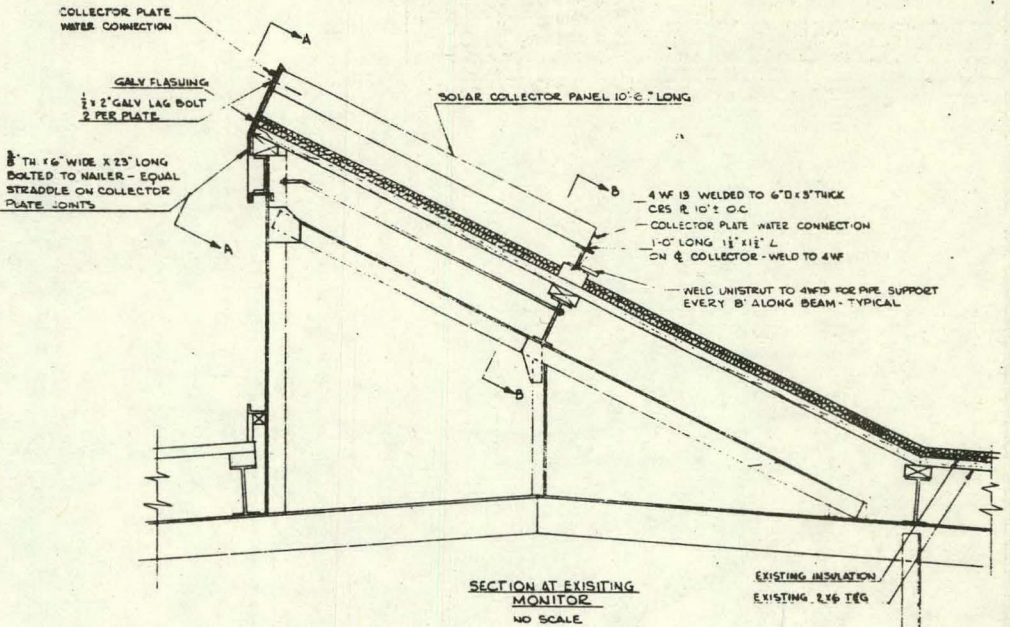 COLLECTOR PLATE
WATER CONNECTION
A
GALV FLASHING
1/2 x 2" GALV LAG BOLT
2 PER PLATE
SOLAR COLLECTOR PANEL 10'-6" LONG
TH. x 6" WIDE x 23" LONG
BOLTED TO NAILER - EQUAL
STRADDLE ON COLLECTOR
PLATE JOINTS
A
B
4 WF 13 WELDED TO 6" x 3" THICK
CRS ℞ 10' ± O.C.
COLLECTOR PLATE WATER CONNECTION
1'-0" LONG 1½" x 1½" L
ON ℄ COLLECTOR - WELD TO 4WF
WELD UNISTRUT TO 4WF13 FOR PIPE SUPPORT
EVERY 8' ALONG BEAM - TYPICAL
B
SECTION AT EXISITING
MONITOR
NO SCALE
EXISTING INSULATION
EXISTING 2x6 T&G